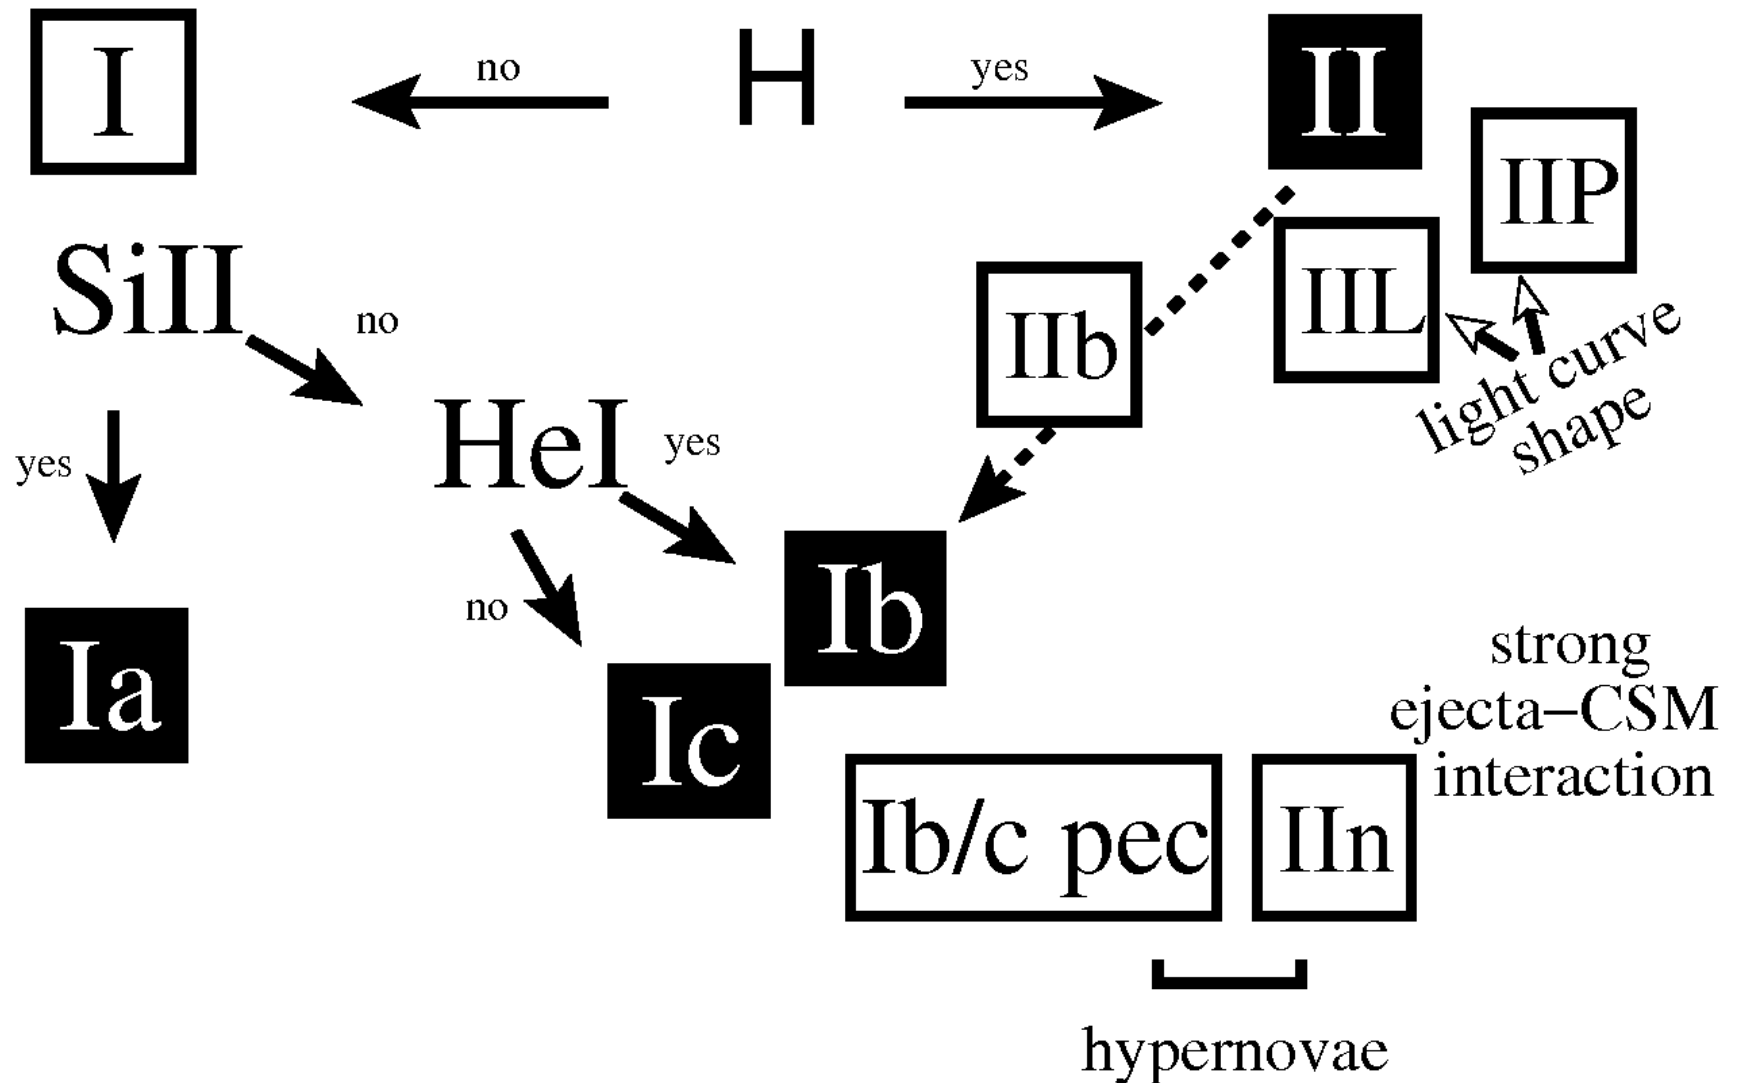 I
no
H
yes
II
IIP
SiII
no
IIb
IIL
light curve
shape
yes
HeI
yes
no
Ib
Ia
Ic
strong
ejecta–CSM
interaction
Ib/c pec
IIn
hypernovae